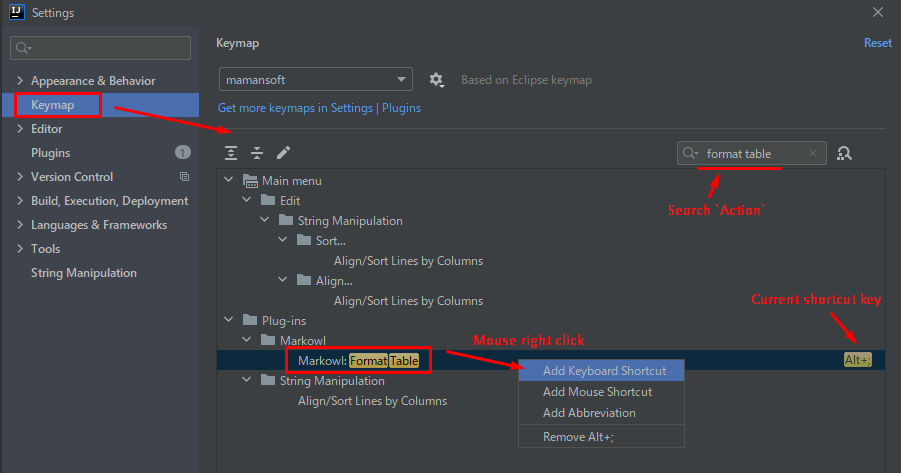 IJ Settings
Keymap
Reset
mamansoft
Based on Eclipse keymap
Get more keymaps in Settings | Plugins
Appearance & Behavior
Keymap
Editor
Plugins 1
Version Control
Build, Execution, Deployment
Languages & Frameworks
Tools
String Manipulation
format table
Search 'Action'
Main menu
Edit
String Manipulation
Sort...
Align/Sort Lines by Columns
Align...
Align/Sort Lines by Columns
Plug-ins
Markowl
Markowl: Format Table
Alt+;
Current shortcut key
Mouse right click
String Manipulation
Align/Sort Lines by Columns
Add Keyboard Shortcut
Add Mouse Shortcut
Add Abbreviation
Remove Alt+;